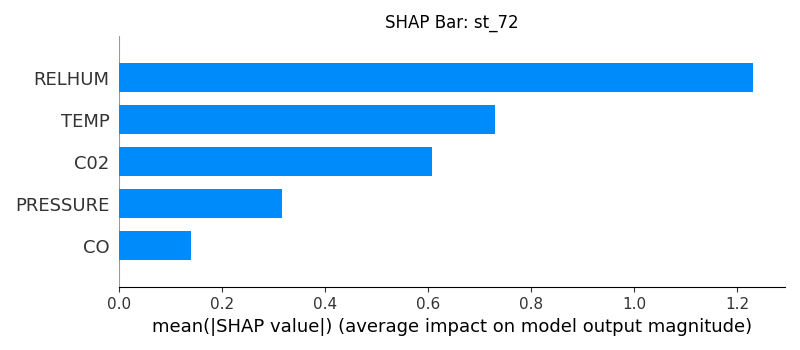 SHAP Bar: st_72
RELHUM
TEMP
C02
PRESSURE
CO
0.0 0.2 0.4 0.6 0.8 1.0 1.2
mean(|SHAP value|) (average impact on model output magnitude)